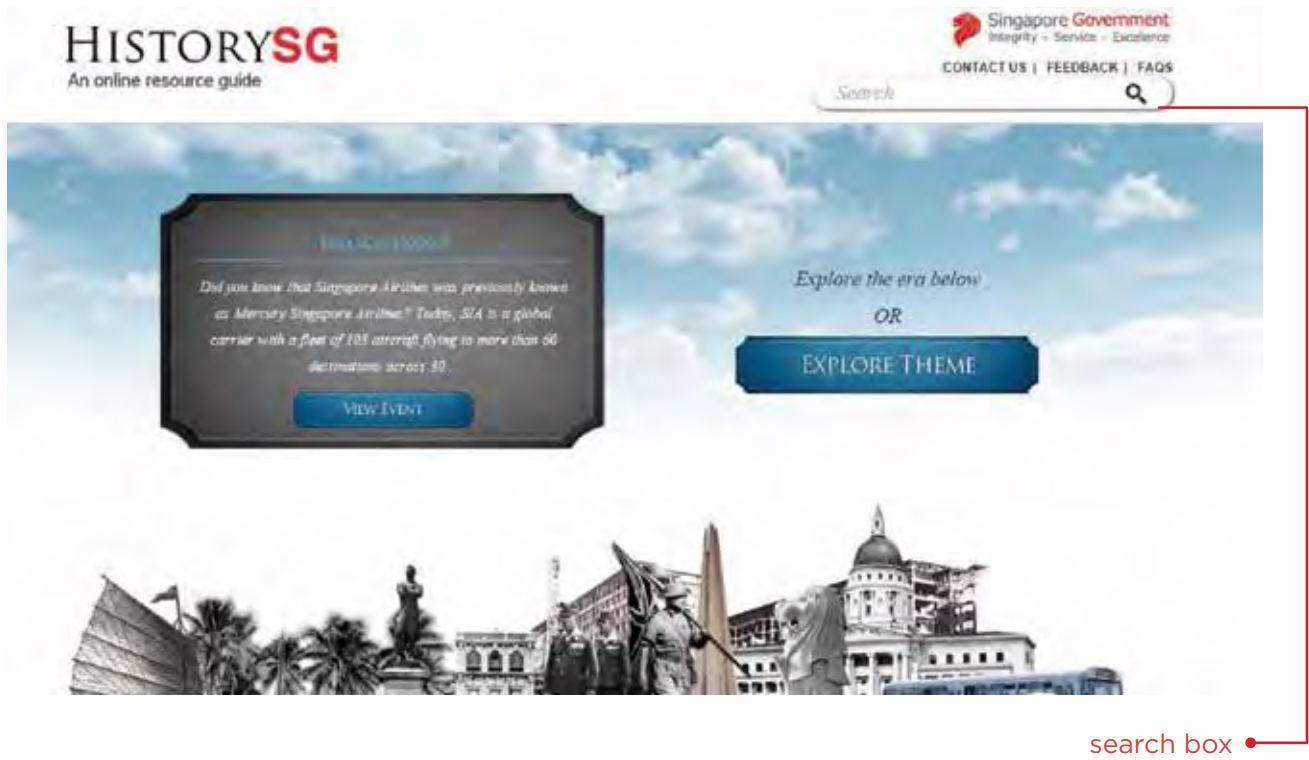 HISTORYSG
An online resource guide
Singapore Government
Integrity - Service - Excellence
CONTACT US | FEEDBACK | FAQS
Search
Did you know that Singapore Airlines was previously known
as Mercury Singapore Airlines? Today, SIA is a global
carrier with a fleet of 103 aircraft flying to more than 60
destinations across 30.
VIEW EVENT
Explore the era below
OR
EXPLORE THEME
search box